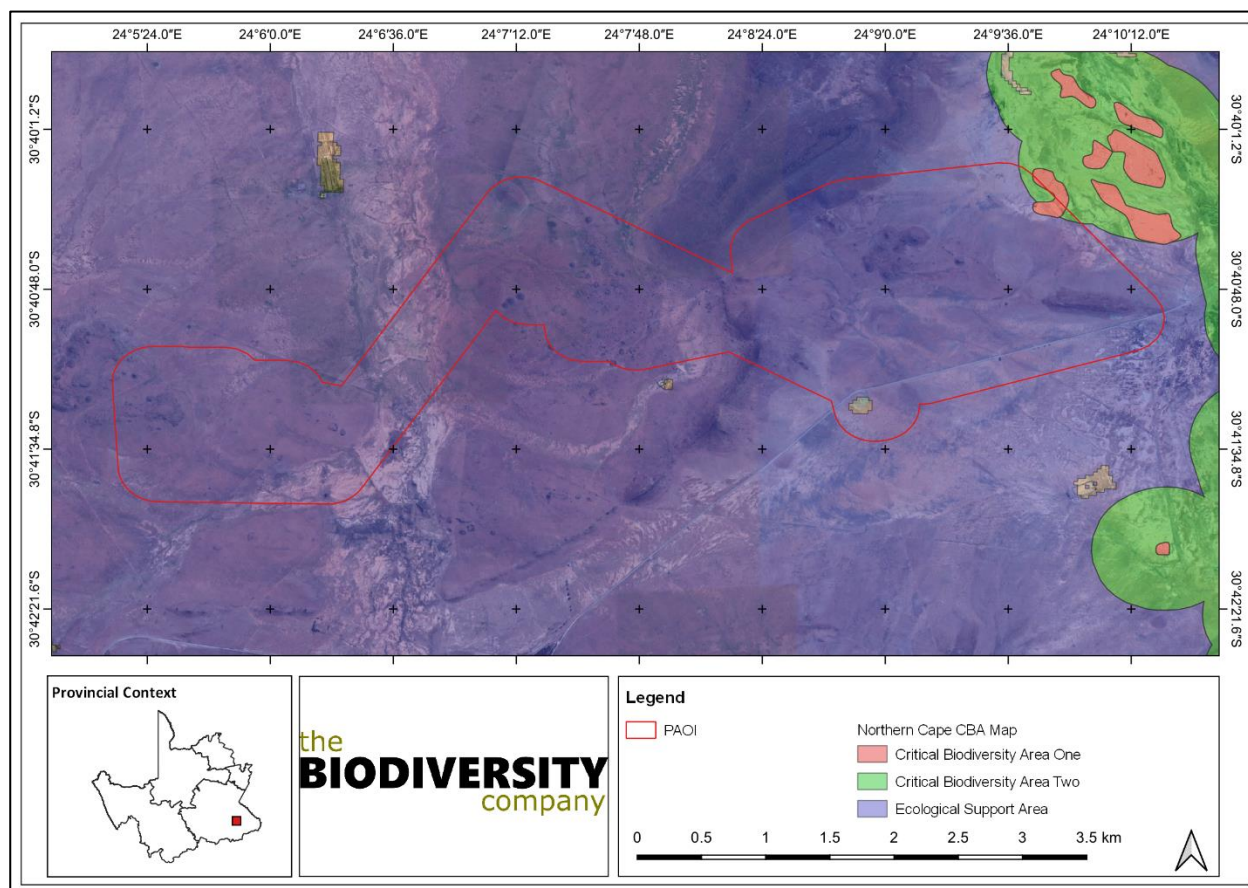 24°5'24.0"E 24°6'0.0"E 24°6'36.0"E 24°7'12.0"E 24°7'48.0"E 24°8'24.0"E 24°9'0.0"E 24°9'36.0"E 24°10'12.0"E
30°40'1.2"S 30°40'1.2"S
30°40'48.0"S 30°40'48.0"S
30°41'34.8"S 30°41'34.8"S
30°42'21.6"S 30°42'21.6"S
Provincial Context
the
BIODIVERSITY
company
Legend
PAOI
Northern Cape CBA Map
Critical Biodiversity Area One
Critical Biodiversity Area Two
Ecological Support Area
0 0.5 1 1.5 2 2.5 3 3.5 km